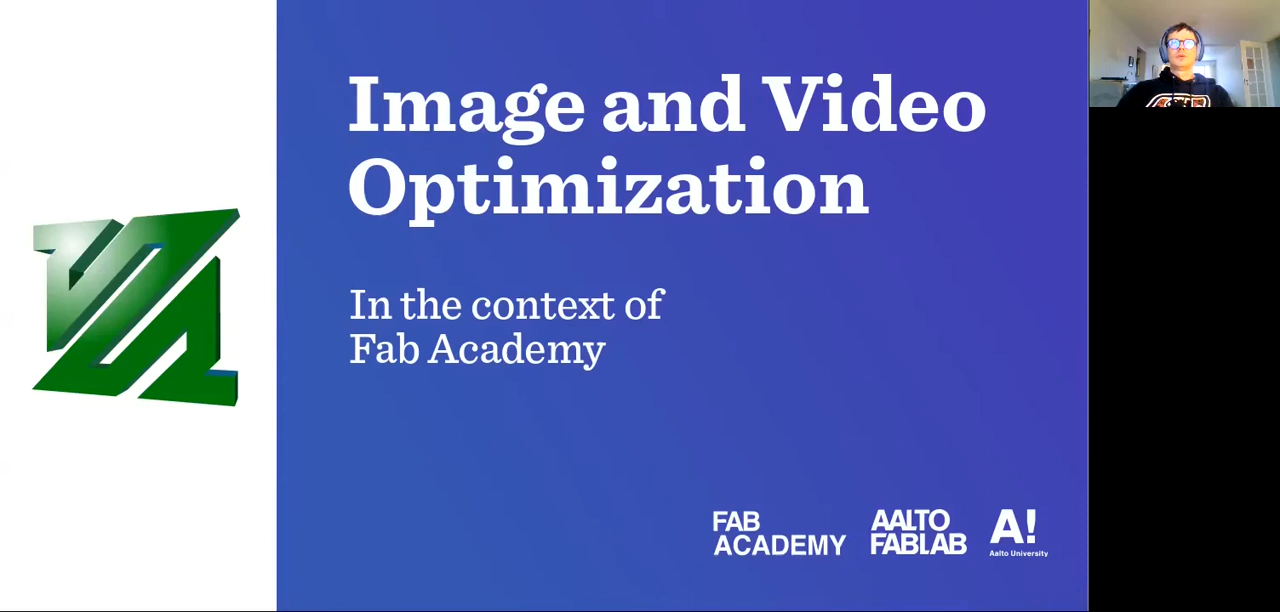 Image and Video
Optimization
In the context of
Fab Academy
FAB
ACADEMY
AALTO
FABLAB
A!
Aalto University